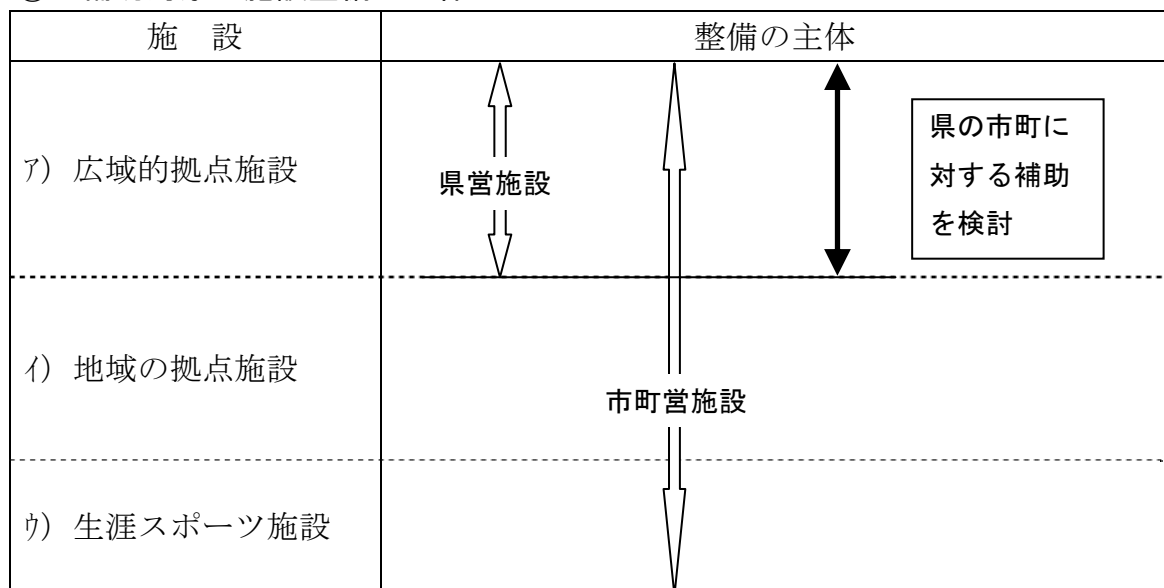 施 設
整備の主体
ｱ) 広域的拠点施設
県営施設
県の市町に
対する補助
を検討
ｲ) 地域の拠点施設
市町営施設
ｳ) 生涯スポーツ施設